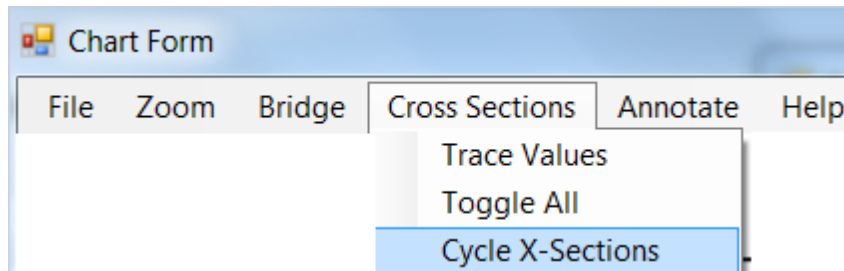 Chart Form
File Zoom Bridge Cross Sections Annotate Help
Trace Values
Toggle All
Cycle X-Sections